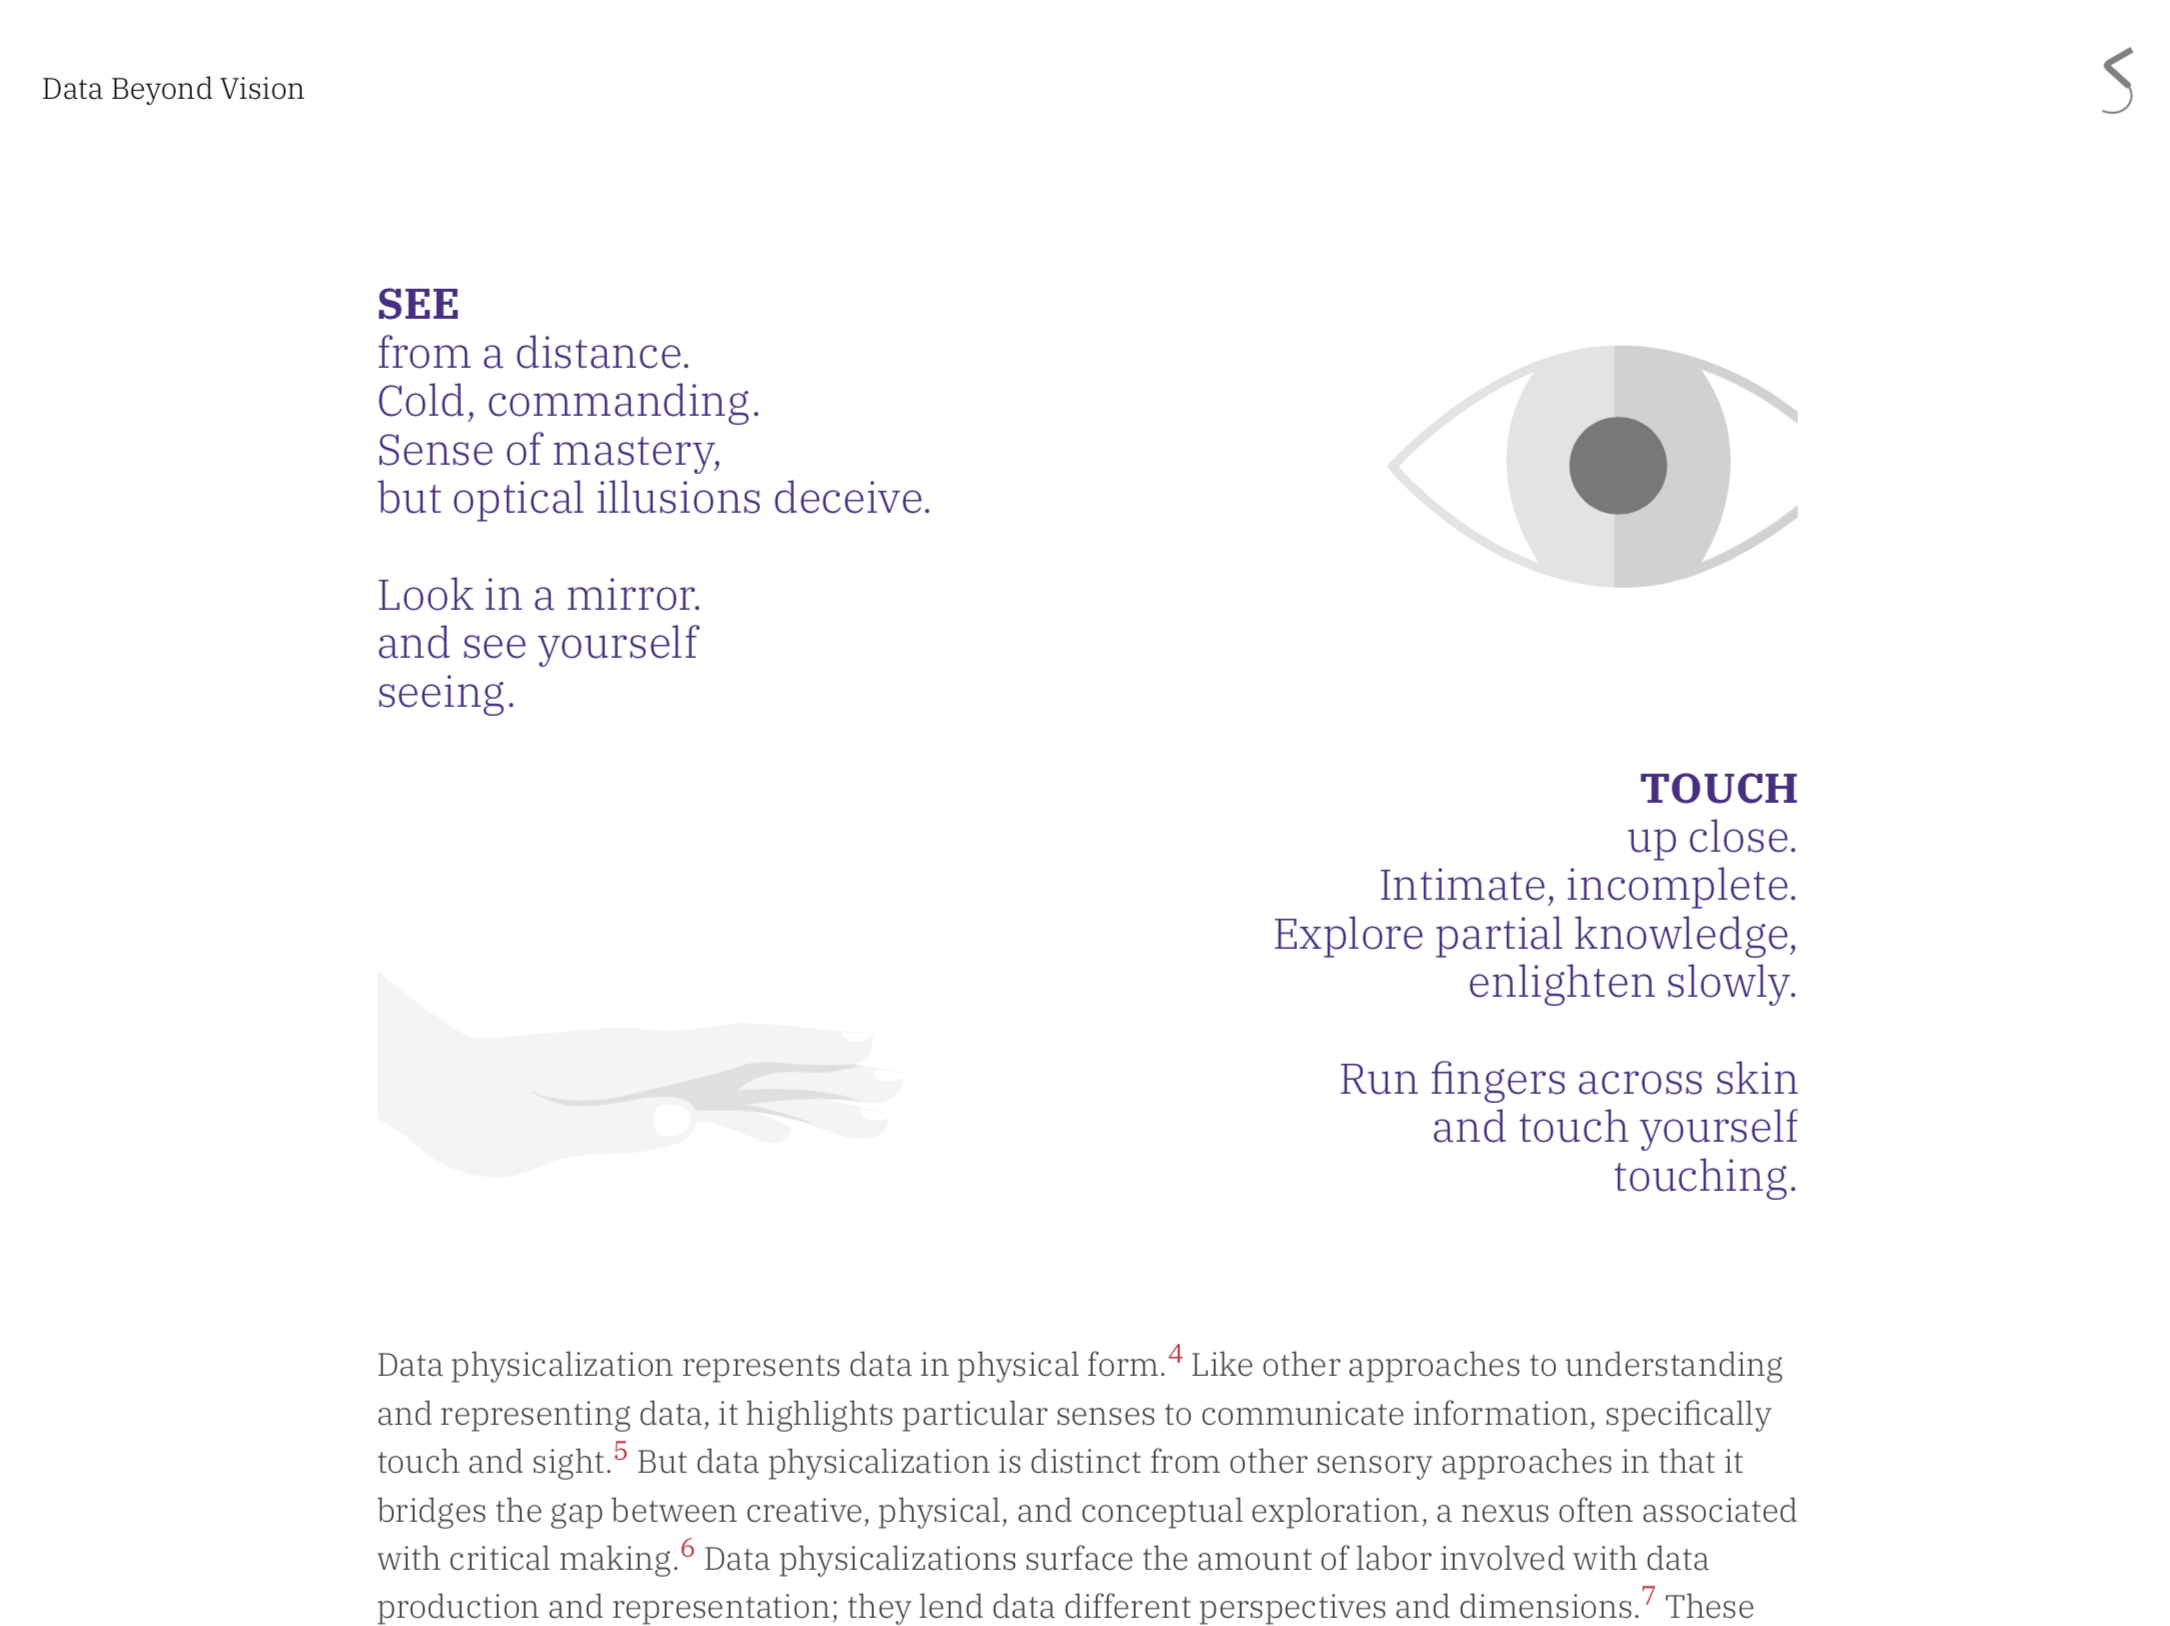 Data Beyond Vision
SEE
from a distance.
Cold, commanding.
Sense of mastery,
but optical illusions deceive.
Look in a mirror.
and see yourself
seeing.
TOUCH
up close.
Intimate, incomplete.
Explore partial knowledge,
enlighten slowly.
Run fingers across skin
and touch yourself
touching.
Data physicalization represents data in physical form.4 Like other approaches to understanding
and representing data, it highlights particular senses to communicate information, specifically
touch and sight.5 But data physicalization is distinct from other sensory approaches in that it
bridges the gap between creative, physical, and conceptual exploration, a nexus often associated
with critical making.6 Data physicalizations surface the amount of labor involved with data
production and representation; they lend data different perspectives and dimensions.7 These